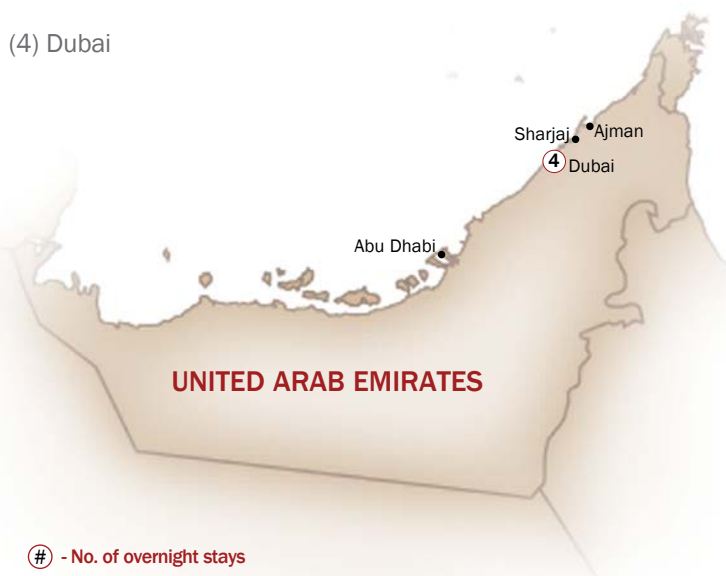 (4) Dubai
Sharjaj
Ajman
4 Dubai
Abu Dhabi
UNITED ARAB EMIRATES
# - No. of overnight stays